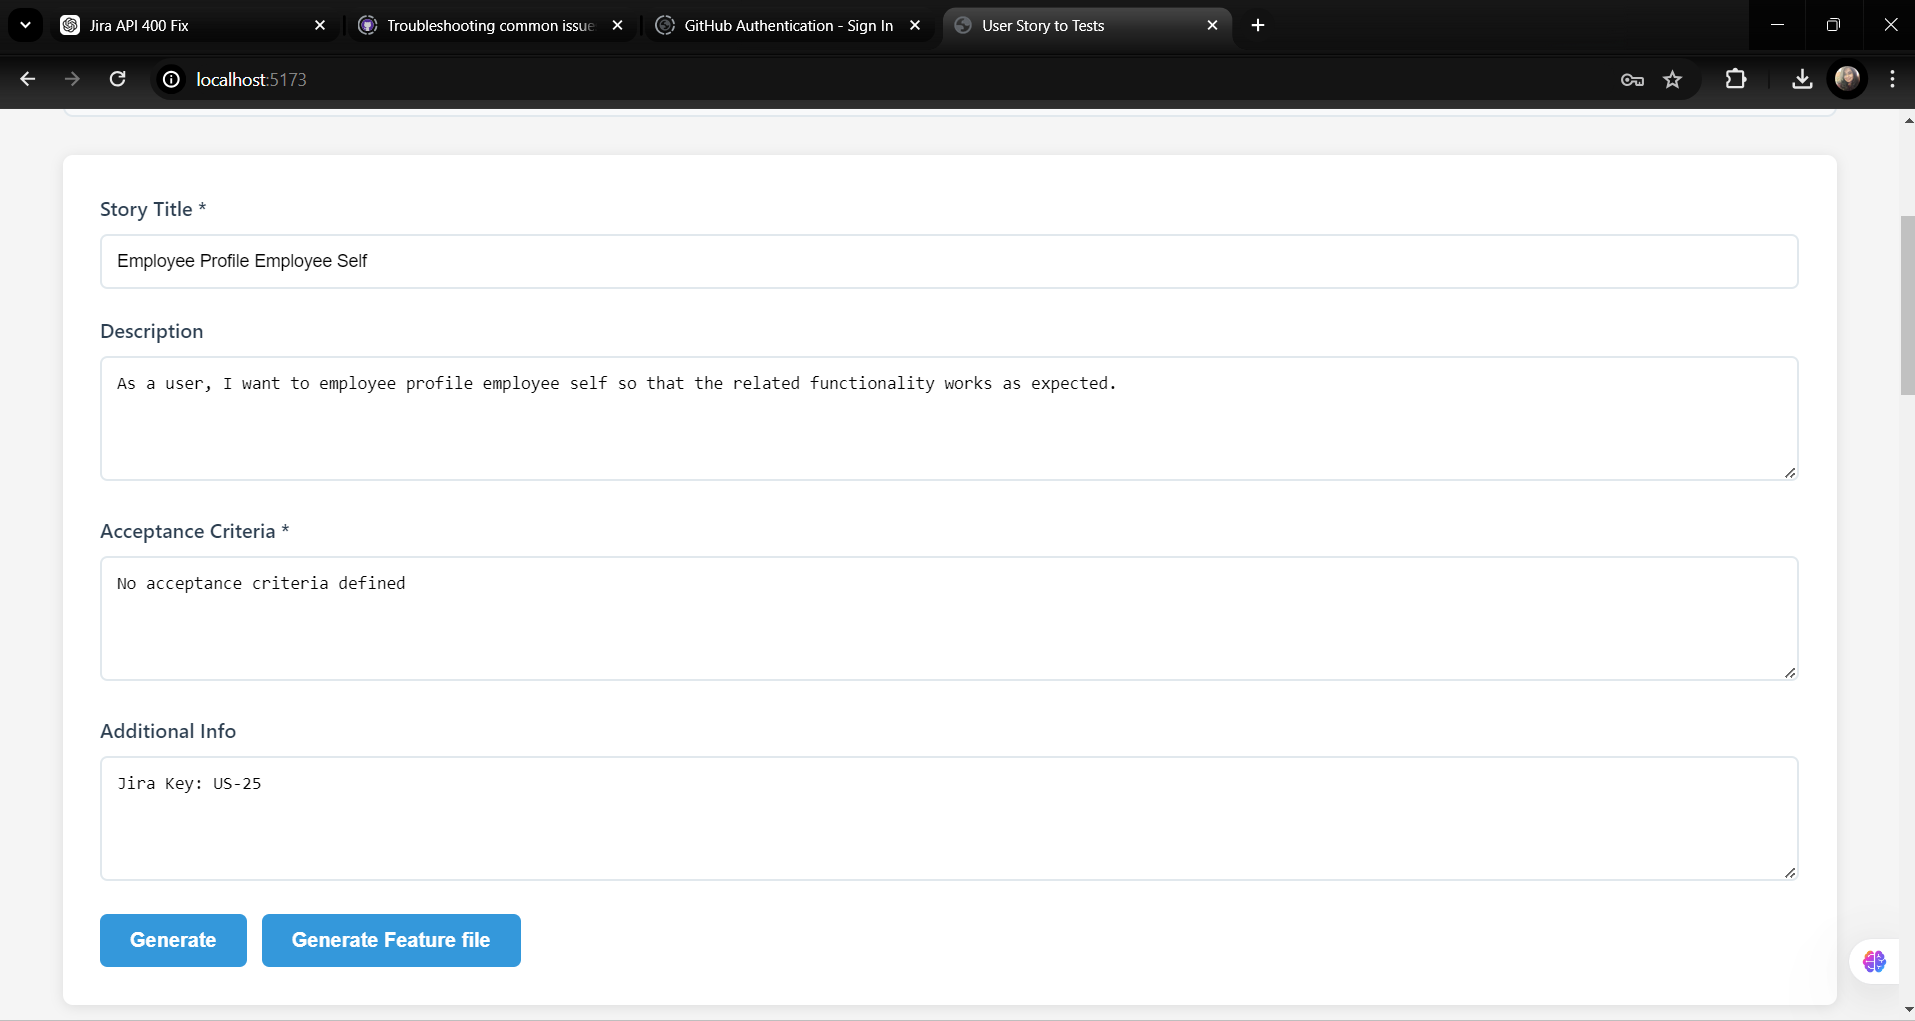 Jira API 400 Fix
Troubleshooting common issue
GitHub Authentication - Sign In
User Story to Tests
localhost:5173
Story Title *
Employee Profile Employee Self
Description
As a user, I want to employee profile employee self so that the related functionality works as expected.
Acceptance Criteria *
No acceptance criteria defined
Additional Info
Jira Key: US-25
Generate
Generate Feature file